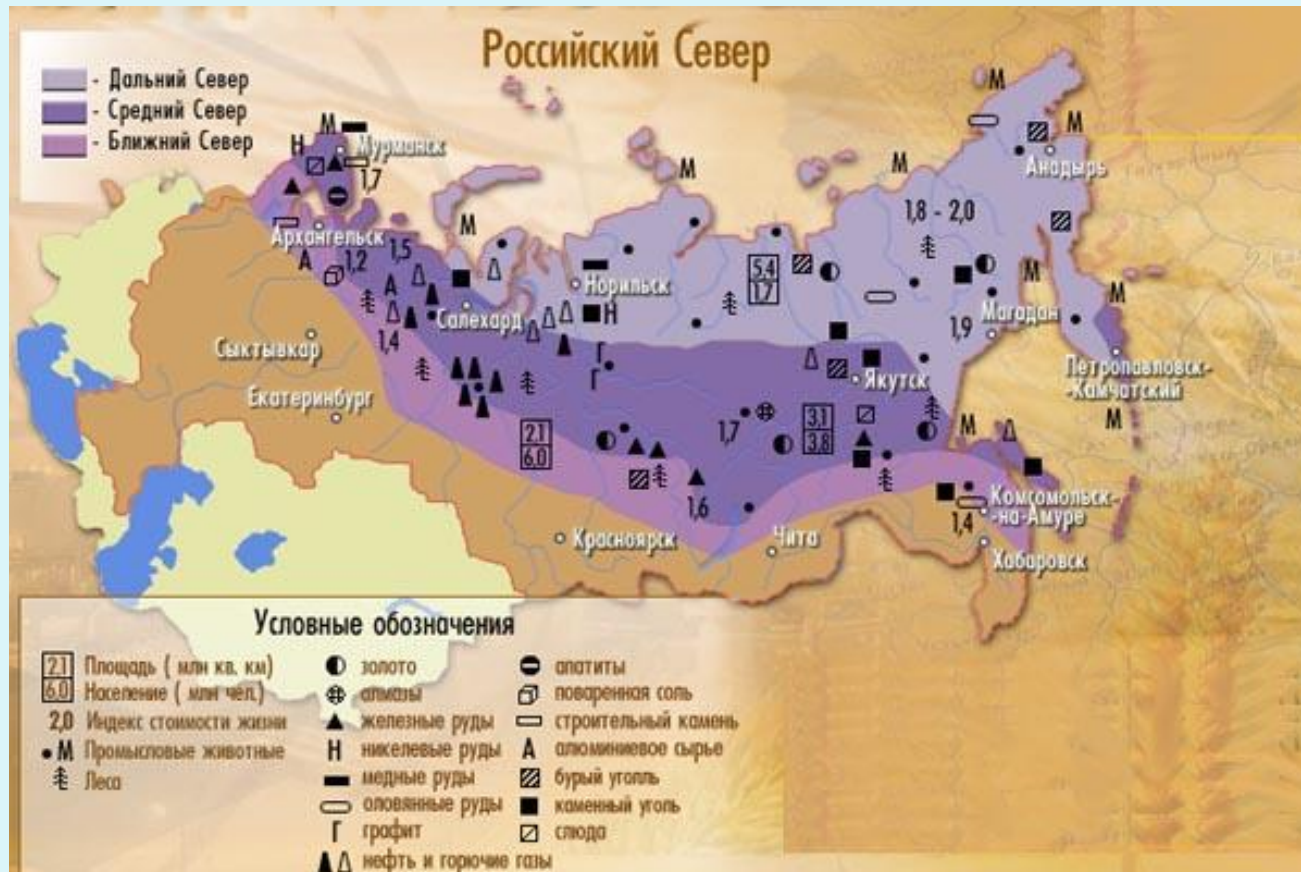 Российский Север
- Дальний Север
- Средний Север
- Ближний Север
М
М
М
Н
Мурманск
1,7
М
М
М
Анадырь
1,8 - 2,0
Архангельск
А
1,2
1,5
А
1,4
Салехард
Норильск
Н
Г
Г
5,4
1,7
М
М
1,9
Магадан
Сыктывкар
Екатеринбург
Якутск
Петропавловск-
-Камчатский
М
М
2,1
6,0
1,7
3,1
3,8
1,6
Красноярск
Чита
Комсомольск-
-на-Амуре
1,4
Хабаровск
Условные обозначения
2,1 Площадь ( млн кв. км)
6,0 Население ( млн чел.)
2,0 Индекс стоимости жизни
М Промысловые животные
Леса
золото
алмазы
железные руды
Н никелевые руды
медные руды
оловянные руды
Г графит
нефть и горючие газы
апатиты
поваренная соль
строительный камень
А алюминиевое сырье
бурый уголль
каменный уголь
слюда